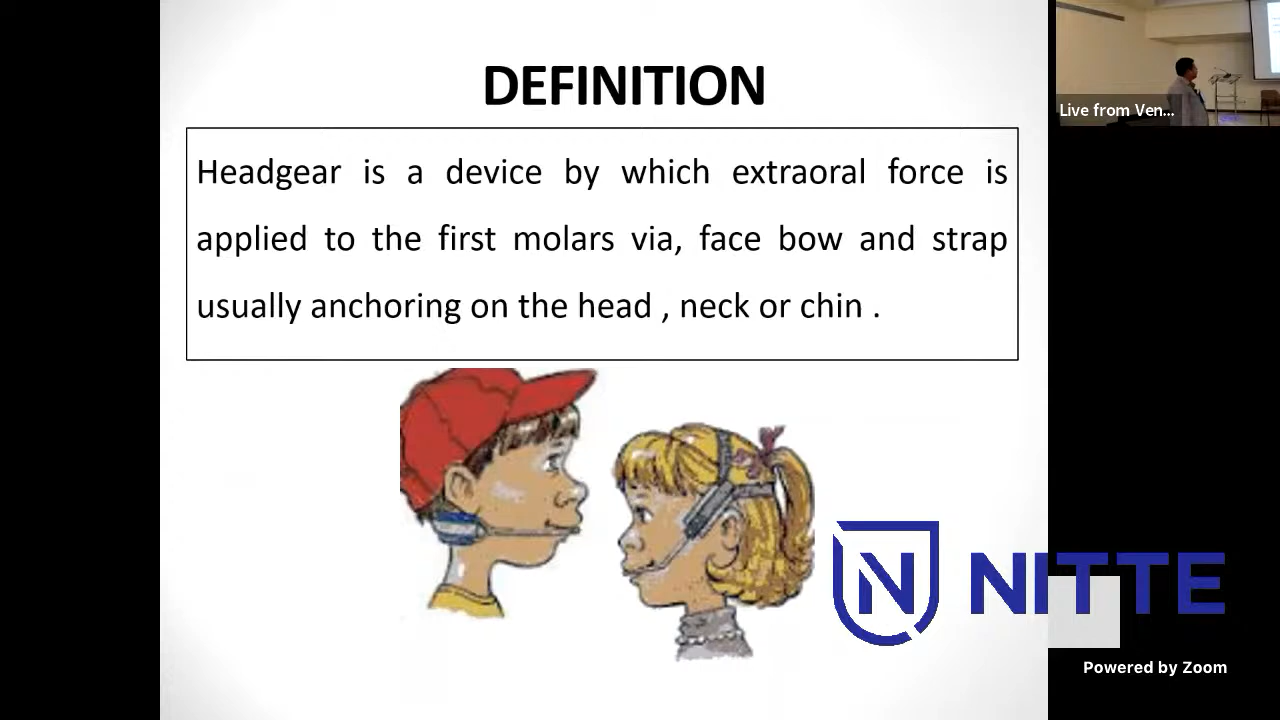 DEFINITION
Headgear is a device by which extraoral force is
applied to the first molars via, face bow and strap
usually anchoring on the head , neck or chin .
Live from Ven...
N NITTE
Powered by Zoom